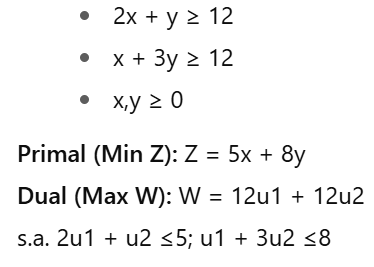 • 2x + y ≥ 12
• x + 3y ≥ 12
• x,y ≥ 0
Primal (Min Z): Z = 5x + 8y
Dual (Max W): W = 12u1 + 12u2
s.a. 2u1 + u2 ≤5; u1 + 3u2 ≤8